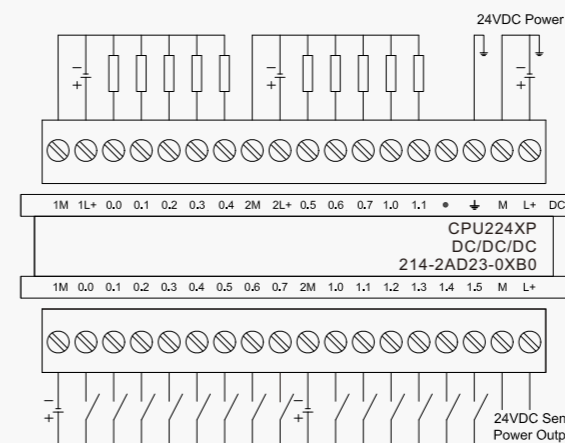 24VDC Power
1M 1L+ 0.0 0.1 0.2 0.3 0.4 2M 2L+ 0.5 0.6 0.7 1.0 1.1 • ⏚ M L+ DC
CPU224XP
DC/DC/DC
214-2AD23-0XB0
1M 0.0 0.1 0.2 0.3 0.4 0.5 0.6 0.7 2M 1.0 1.1 1.2 1.3 1.4 1.5 M L+
24VDC Sen
Power Outp